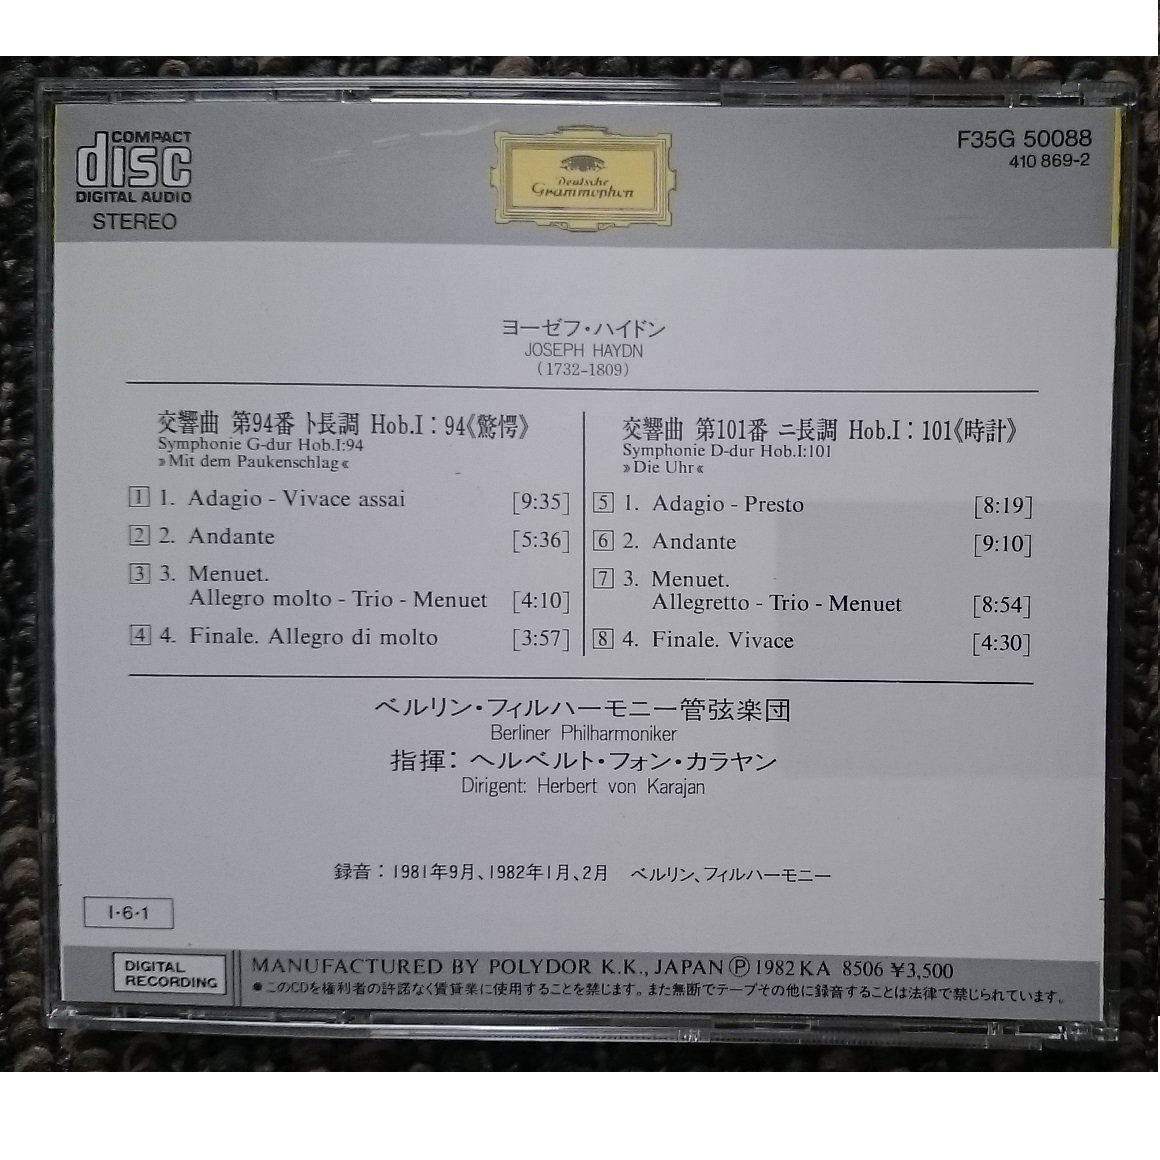 COMPACT
disc
DIGITAL AUDIO
STEREO
Deutsche
Grammophon
F35G 50088
410 869-2
ヨーゼフ・ハイドン
JOSEPH HAYDN
(1732-1809)
交響曲 第94番 ト長調 Hob.I：94《驚愕》
Symphonie G-dur Hob.I:94
»Mit dem Paukenschlag«
1 1. Adagio - Vivace assai [9:35]
2 2. Andante [5:36]
3 3. Menuet.
Allegro molto - Trio - Menuet [4:10]
4 4. Finale. Allegro di molto [3:57]
交響曲 第101番 ニ長調 Hob.I：101《時計》
Symphonie D-dur Hob.I:101
»Die Uhr«
5 1. Adagio - Presto [8:19]
6 2. Andante [9:10]
7 3. Menuet.
Allegretto - Trio - Menuet [8:54]
8 4. Finale. Vivace [4:30]
ベルリン・フィルハーモニー管弦楽団
Berliner Philharmoniker
指揮：ヘルベルト・フォン・カラヤン
Dirigent: Herbert von Karajan
録音：1981年9月、1982年1月、2月 ベルリン、フィルハーモニー
I・6・1
DIGITAL
RECORDING
MANUFACTURED BY POLYDOR K.K., JAPAN Ⓟ 1982 KA 8506 ¥3,500
●このCDを権利者の許諾なく賃貸業に使用することを禁じます。また無断でテープその他に録音することは法律で禁じられています。